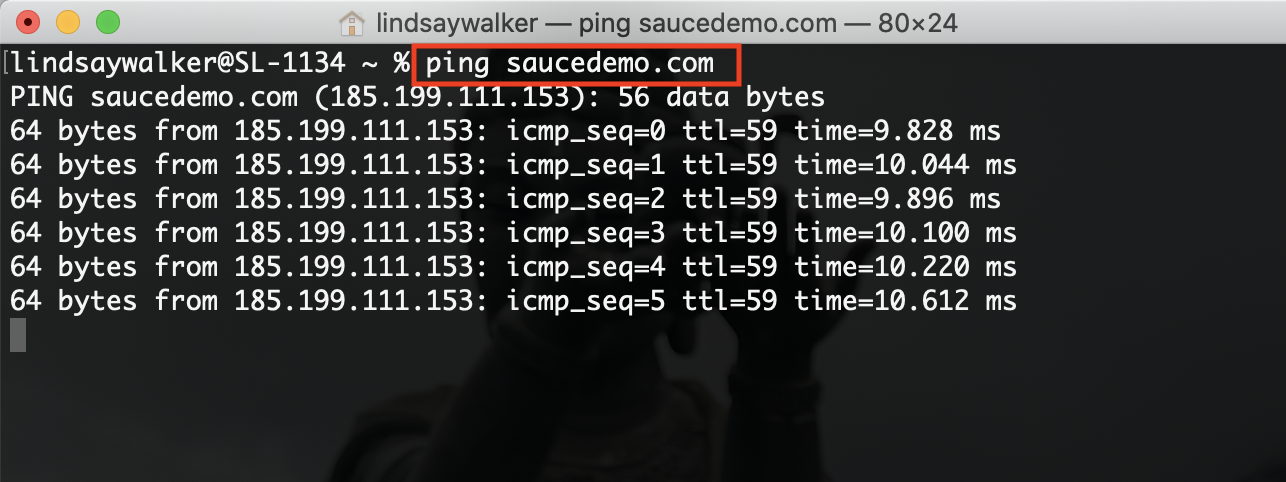 lindsaywalker — ping saucedemo.com — 80×24
[lindsaywalker@SL-1134 ~ % ping saucedemo.com
PING saucedemo.com (185.199.111.153): 56 data bytes
64 bytes from 185.199.111.153: icmp_seq=0 ttl=59 time=9.828 ms
64 bytes from 185.199.111.153: icmp_seq=1 ttl=59 time=10.044 ms
64 bytes from 185.199.111.153: icmp_seq=2 ttl=59 time=9.896 ms
64 bytes from 185.199.111.153: icmp_seq=3 ttl=59 time=10.100 ms
64 bytes from 185.199.111.153: icmp_seq=4 ttl=59 time=10.220 ms
64 bytes from 185.199.111.153: icmp_seq=5 ttl=59 time=10.612 ms